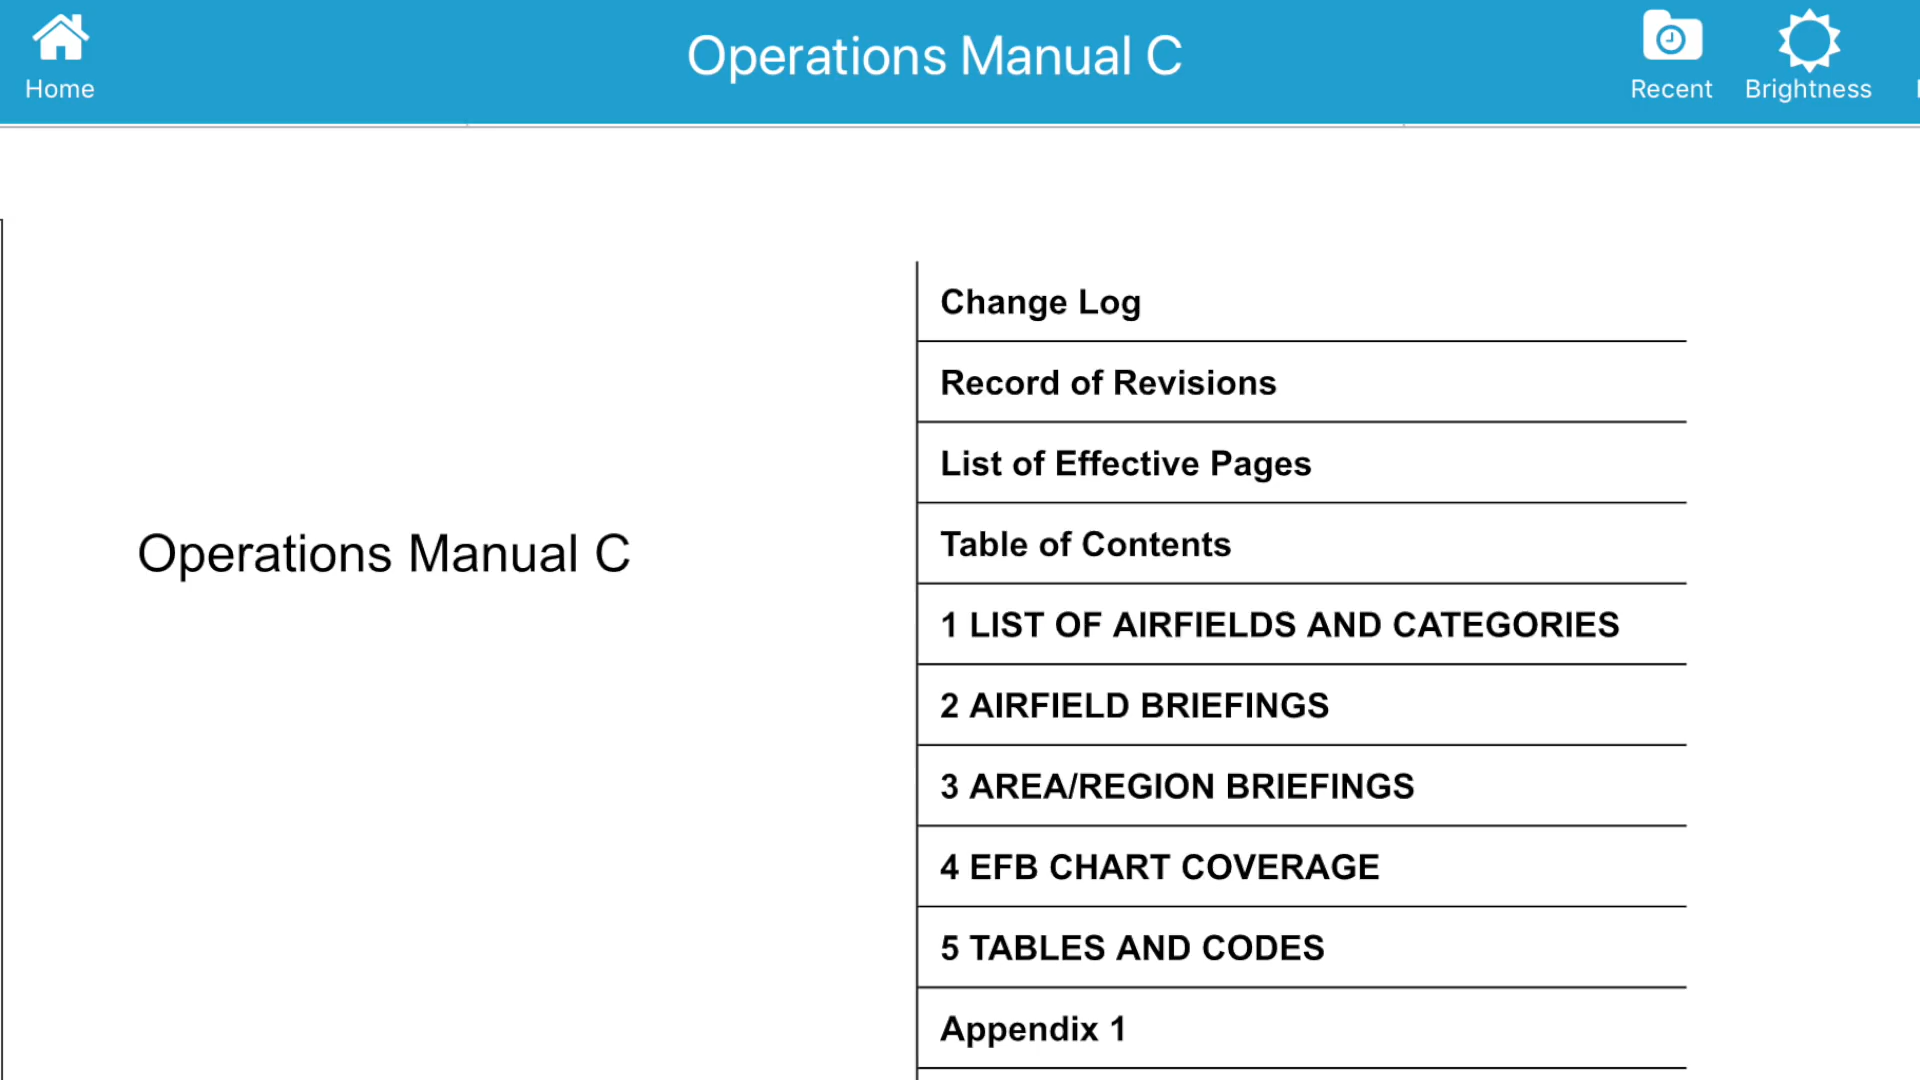 Operations Manual C
Home
Recent
Brightness
Operations Manual C
Change Log
Record of Revisions
List of Effective Pages
Table of Contents
1 LIST OF AIRFIELDS AND CATEGORIES
2 AIRFIELD BRIEFINGS
3 AREA/REGION BRIEFINGS
4 EFB CHART COVERAGE
5 TABLES AND CODES
Appendix 1